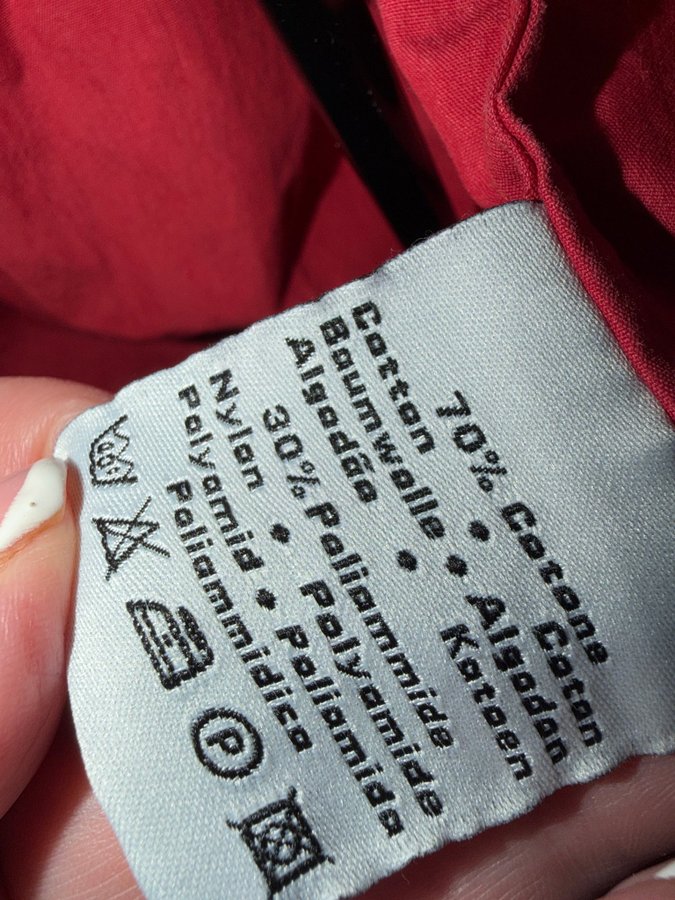 70% Cotone
Cotton • Coton
Baumwolle • Algodon
Algodão • Katoen
30% Poliammide
Nylon • Polyamide
Polyamid • Poliamida
Poliammidica
P